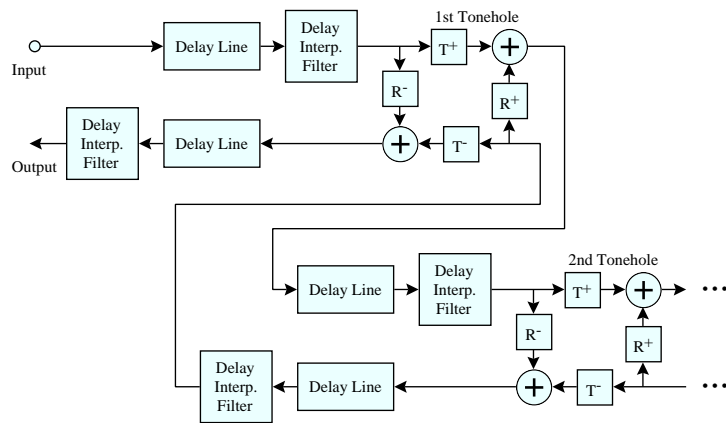 1st Tonehole
Input
Delay Line
Delay
Interp.
Filter
T+
+
R-
R+
Output
Delay
Interp.
Filter
Delay Line
+
T-
2nd Tonehole
Delay Line
Delay
Interp.
Filter
T+
+
...
R-
R+
Delay
Interp.
Filter
Delay Line
+
T-
...